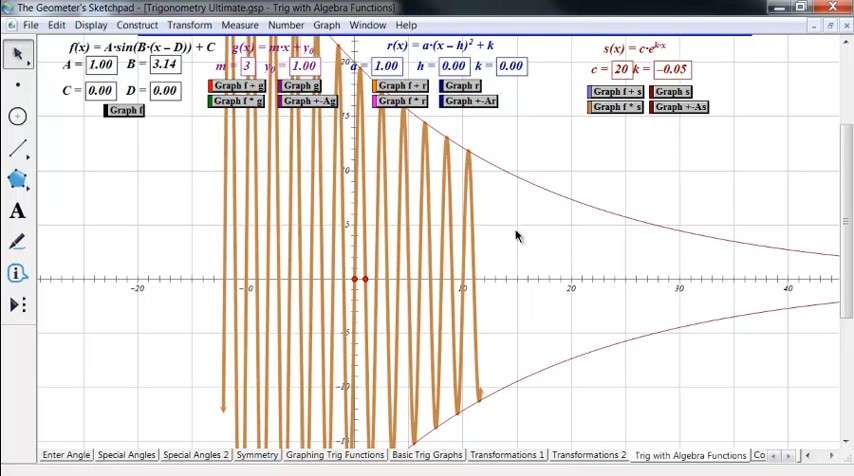 The Geometer's Sketchpad - [Trigonometry Ultimate.gsp - Trig with Algebra Functions]
File Edit Display Construct Transform Measure Number Graph Window Help
f(x) = A·sin(B·(x – D)) + C
A = 1.00 B = 3.14
C = 0.00 D = 0.00
Graph f
g(x) = m·x + y₀
m = 3 y₀ = 1.00
Graph f + g Graph g
Graph f * g Graph +-Ag
r(x) = a·(x – h)² + k
a = 1.00 h = 0.00 k = 0.00
Graph f + r Graph r
Graph f * r Graph +-Ar
s(x) = c·e^k·x
c = 20 k = –0.05
Graph f + s Graph s
Graph f * s Graph +-As
20
15
10
5
-20 10 20 30 40
-5
-10
-15
A
Enter Angle Special Angles Special Angles 2 Symmetry Graphing Trig Functions Basic Trig Graphs Transformations 1 Transformations 2 Trig with Algebra Functions Co